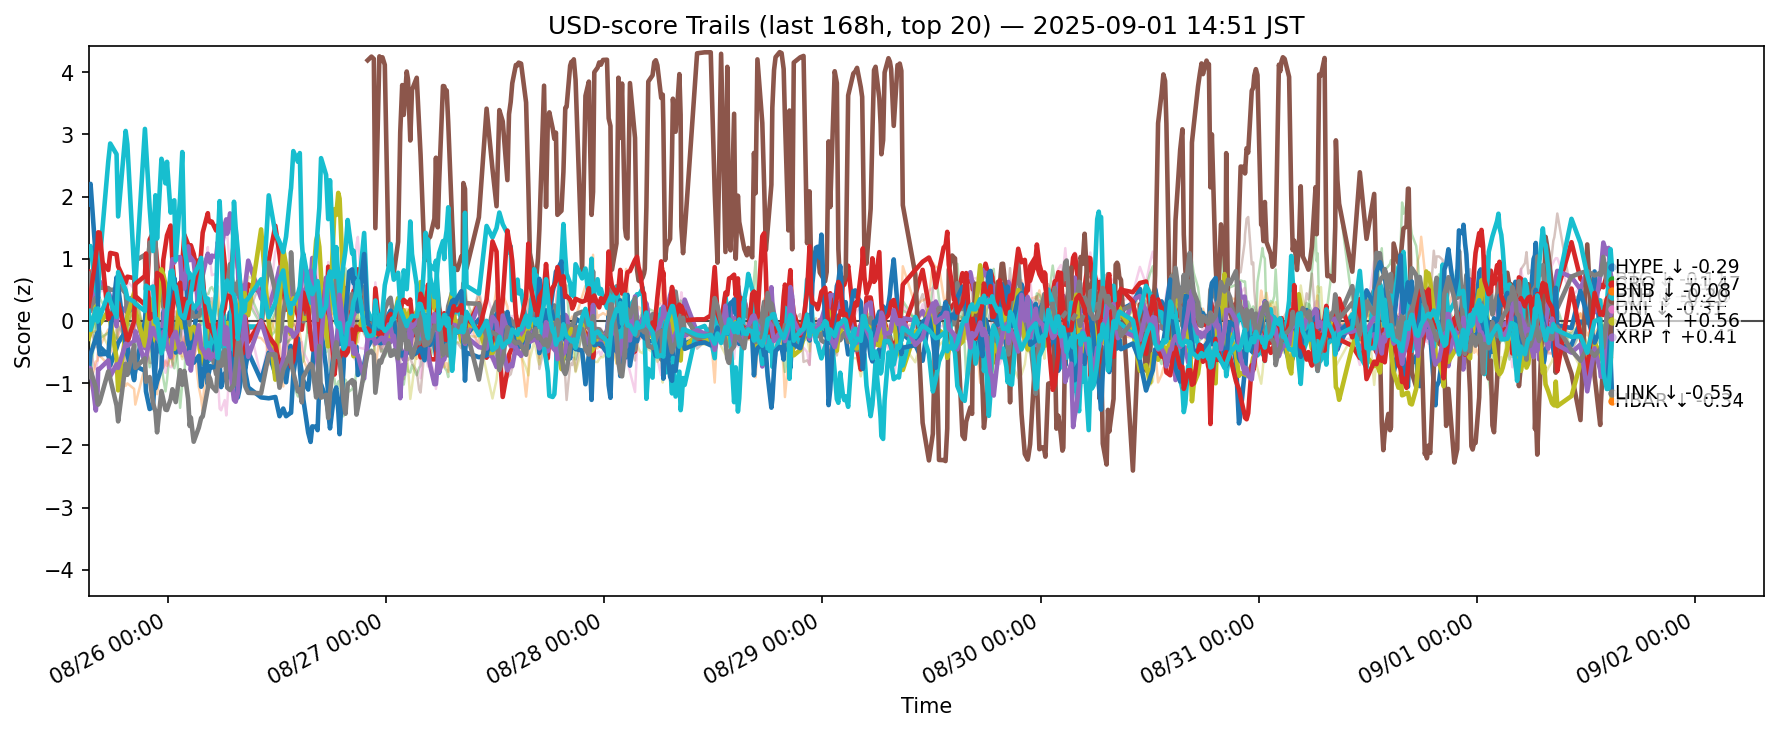 USD-score Trails (last 168h, top 20) — 2025-09-01 14:51 JST
Score (z)
4
3
2
1
0
−1
−2
−3
−4
HYPE ↓ -0.29
BNB ↓ -0.08
ADA ↑ +0.56
XRP ↑ +0.41
LINK ↓ -0.55
HBAR ↓ -0.34
08/26 00:00
08/27 00:00
08/28 00:00
08/29 00:00
08/30 00:00
08/31 00:00
09/01 00:00
09/02 00:00
Time